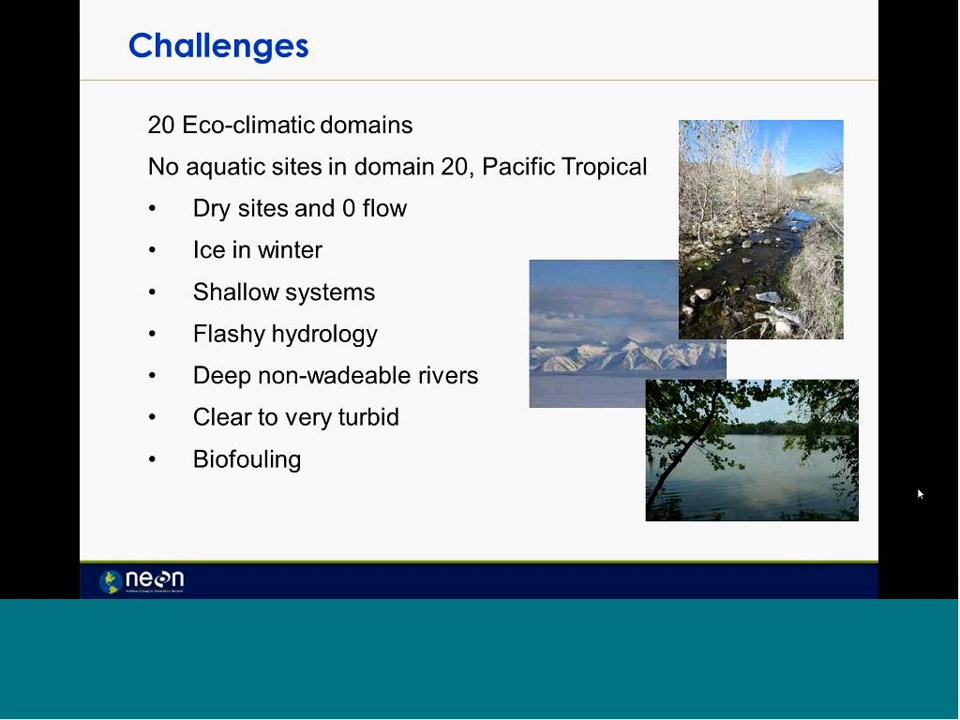 Challenges
20 Eco-climatic domains
No aquatic sites in domain 20, Pacific Tropical
• Dry sites and 0 flow
• Ice in winter
• Shallow systems
• Flashy hydrology
• Deep non-wadeable rivers
• Clear to very turbid
• Biofouling
neon